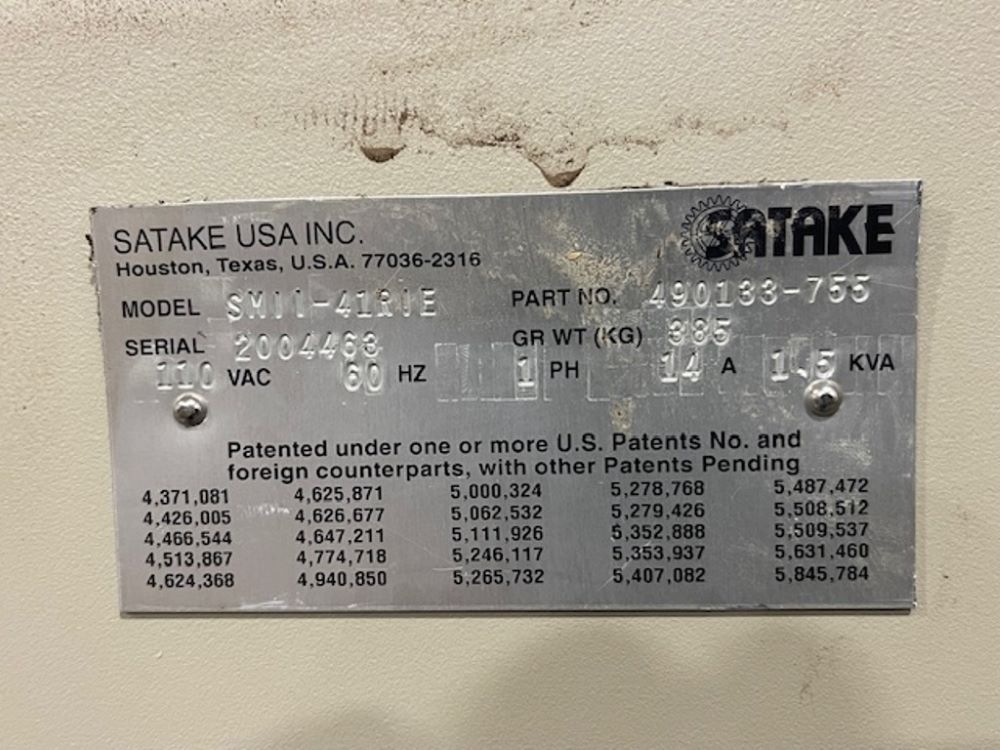 SATAKE USA INC.
SATAKE
Houston, Texas, U.S.A. 77036-2316
MODEL SMII-41RIE PART NO. 490133-755
SERIAL 2004463 GR WT (KG) 385
110 VAC 60 HZ 1 PH 14 A 1.5 KVA
Patented under one or more U.S. Patents No. and
foreign counterparts, with other Patents Pending
4,371,081 4,625,871 5,000,324 5,278,768 5,487,472
4,426,005 4,626,677 5,062,532 5,279,426 5,508,512
4,466,544 4,647,211 5,111,926 5,352,888 5,509,537
4,513,867 4,774,718 5,246,117 5,353,937 5,631,460
4,624,368 4,940,850 5,265,732 5,407,082 5,845,784